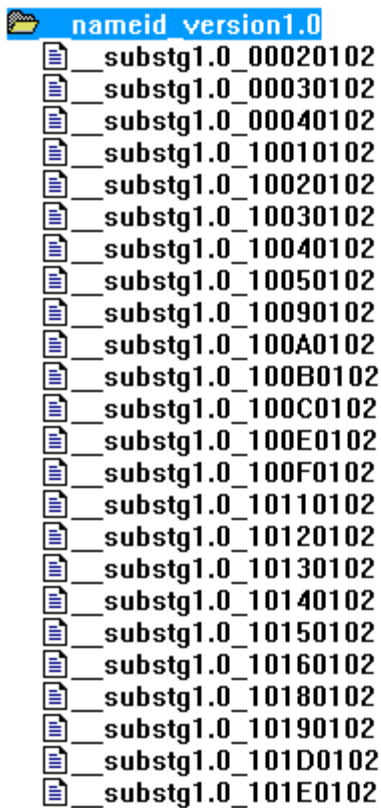 __nameid_version1.0
__substg1.0_00020102
__substg1.0_00030102
__substg1.0_00040102
__substg1.0_10010102
__substg1.0_10020102
__substg1.0_10030102
__substg1.0_10040102
__substg1.0_10050102
__substg1.0_10090102
__substg1.0_100A0102
__substg1.0_100B0102
__substg1.0_100C0102
__substg1.0_100E0102
__substg1.0_100F0102
__substg1.0_10110102
__substg1.0_10120102
__substg1.0_10130102
__substg1.0_10140102
__substg1.0_10150102
__substg1.0_10160102
__substg1.0_10180102
__substg1.0_10190102
__substg1.0_101D0102
__substg1.0_101E0102